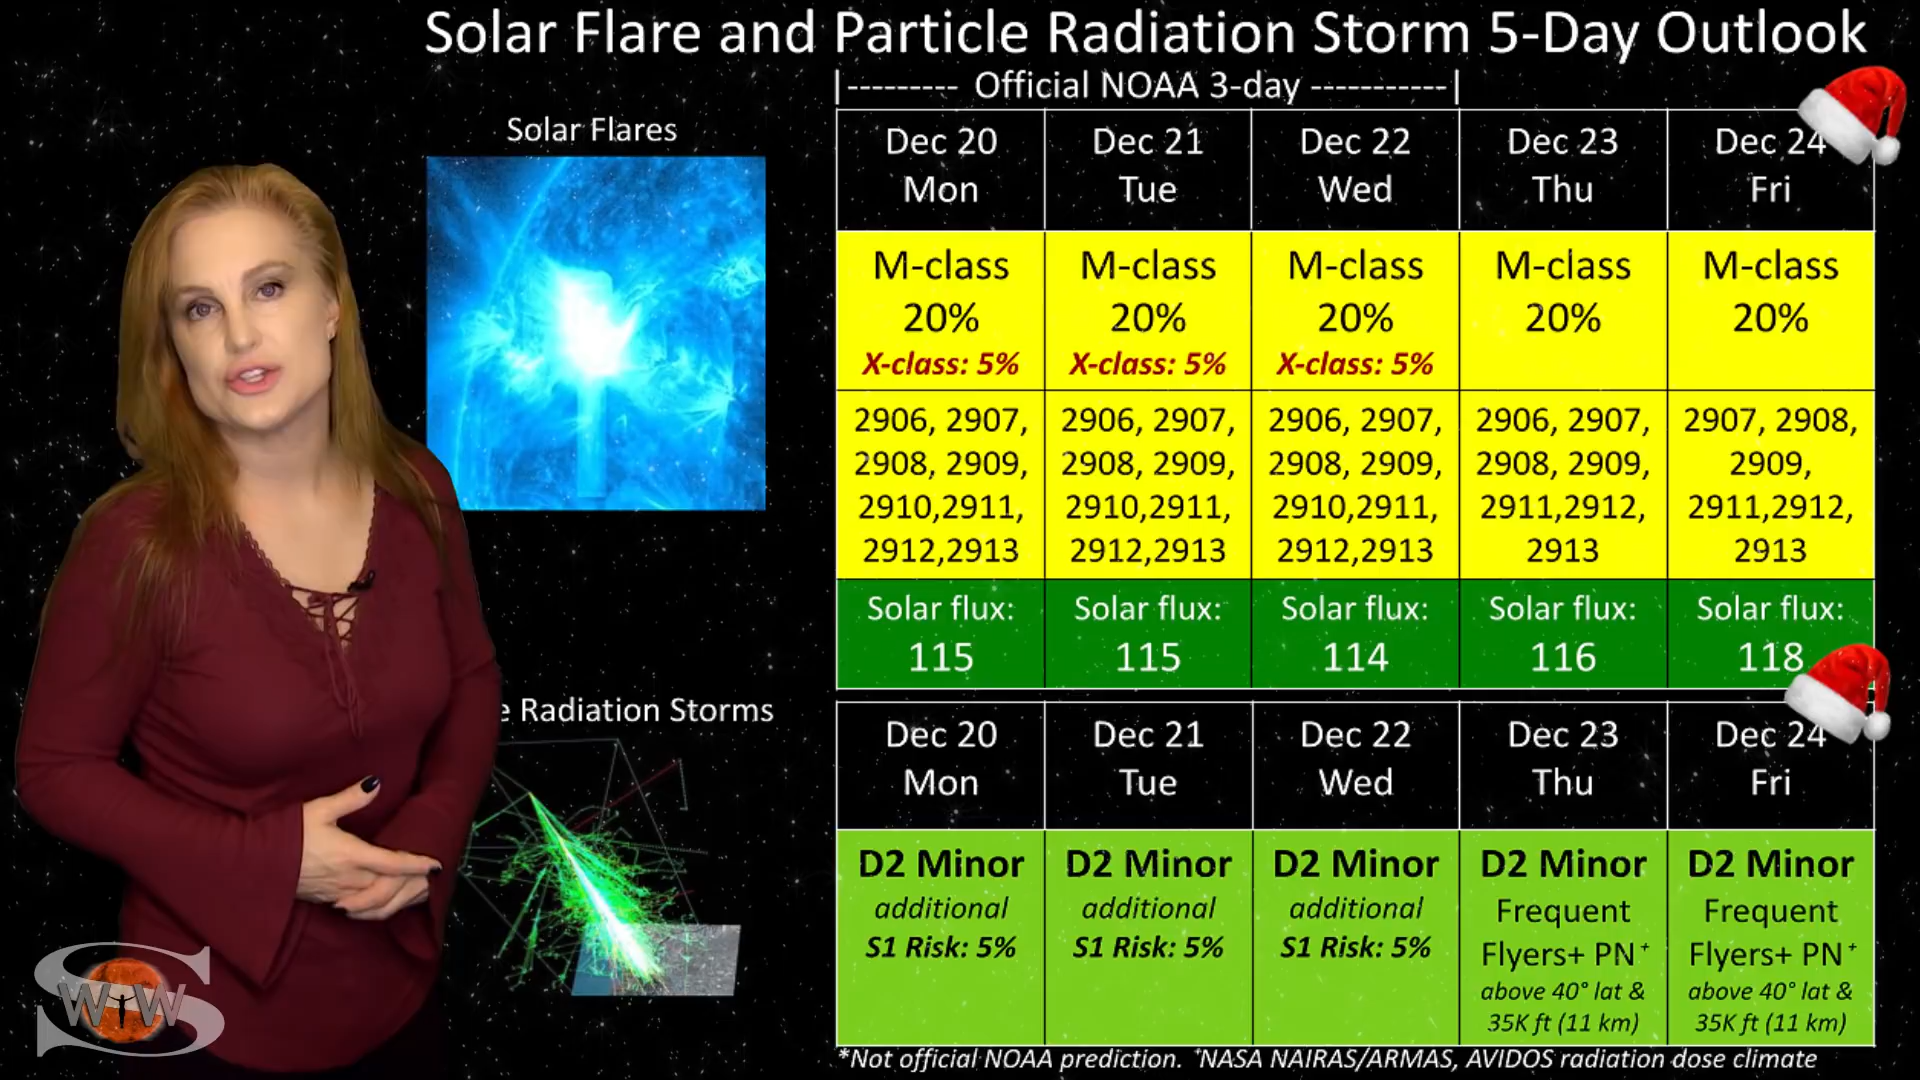 Solar Flare and Particle Radiation Storm 5-Day Outlook
|--------- Official NOAA 3-day -----------|
Solar Flares
Dec 20 Dec 21 Dec 22 Dec 23 Dec 24
Mon Tue Wed Thu Fri
M-class M-class M-class M-class M-class
20% 20% 20% 20% 20%
X-class: 5% X-class: 5% X-class: 5%
2906, 2907, 2906, 2907, 2906, 2907, 2906, 2907, 2907, 2908,
2908, 2909, 2908, 2909, 2908, 2909, 2908, 2909, 2909,
2910,2911, 2910,2911, 2910,2911, 2911,2912, 2911,2912,
2912,2913 2912,2913 2912,2913 2913 2913
Solar flux: Solar flux: Solar flux: Solar flux: Solar flux:
115 115 114 116 118
e Radiation Storms
Dec 20 Dec 21 Dec 22 Dec 23 Dec 24
Mon Tue Wed Thu Fri
D2 Minor D2 Minor D2 Minor D2 Minor D2 Minor
additional additional additional Frequent Frequent
S1 Risk: 5% S1 Risk: 5% S1 Risk: 5% Flyers+ PN⁺ Flyers+ PN⁺
above 40° lat & above 40° lat &
35K ft (11 km) 35K ft (11 km)
*Not official NOAA prediction. ⁺NASA NAIRAS/ARMAS, AVIDOS radiation dose climate
S
WTW